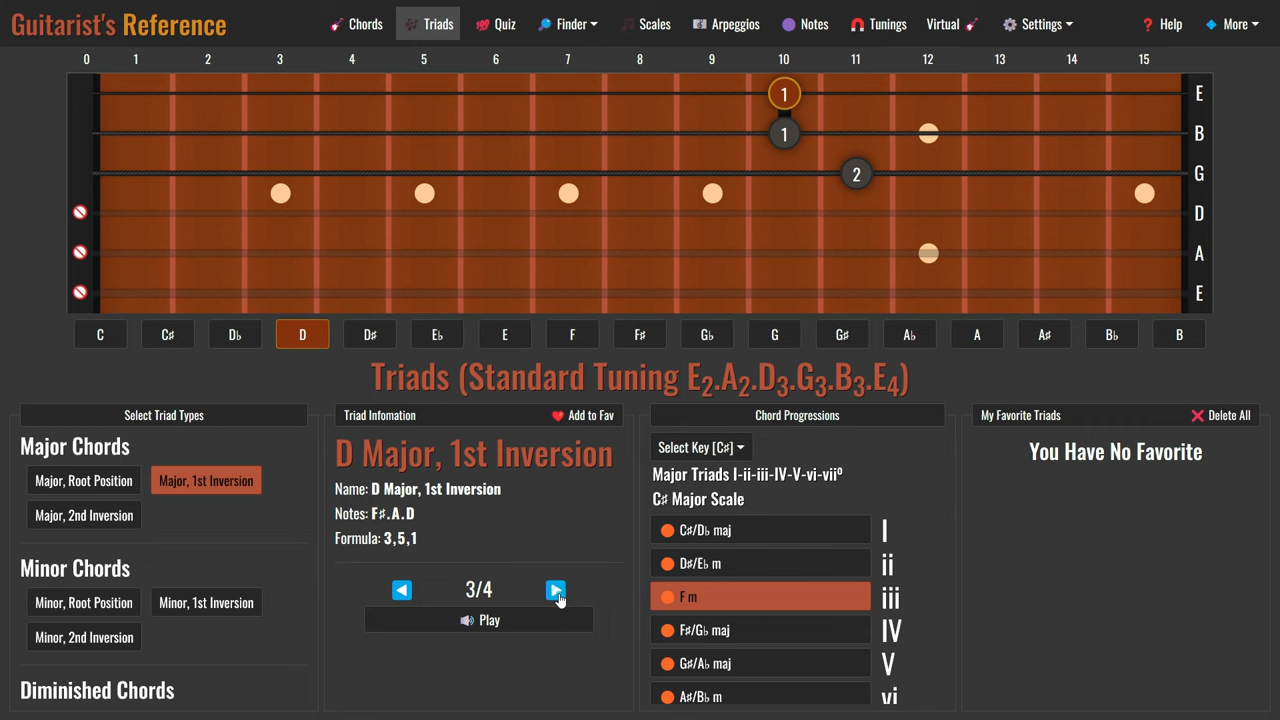 Guitarist's Reference
Chords
Triads
Quiz
Finder
Scales
Arpeggios
Notes
Tunings
Virtual
Settings
Help
More
0 1 2 3 4 5 6 7 8 9 10 11 12 13 14 15
1 E
1 B
2 G
D
A
E
C C♯ D♭ D D♯ E♭ E F F♯ G♭ G G♯ A♭ A A♯ B♭ B
Triads (Standard Tuning E2.A2.D3.G3.B3.E4)
Select Triad Types
Major Chords
Major, Root Position
Major, 1st Inversion
Major, 2nd Inversion
Minor Chords
Minor, Root Position
Minor, 1st Inversion
Minor, 2nd Inversion
Diminished Chords
Triad Infomation
Add to Fav
D Major, 1st Inversion
Name: D Major, 1st Inversion
Notes: F♯.A.D
Formula: 3,5,1
3/4
Play
Chord Progressions
Select Key [C♯]
Major Triads I-ii-iii-IV-V-vi-viiº
C♯ Major Scale
C♯/D♭ maj I
D♯/E♭ m ii
F m iii
F♯/G♭ maj IV
G♯/A♭ maj V
A♯/B♭ m vi
My Favorite Triads
Delete All
You Have No Favorite